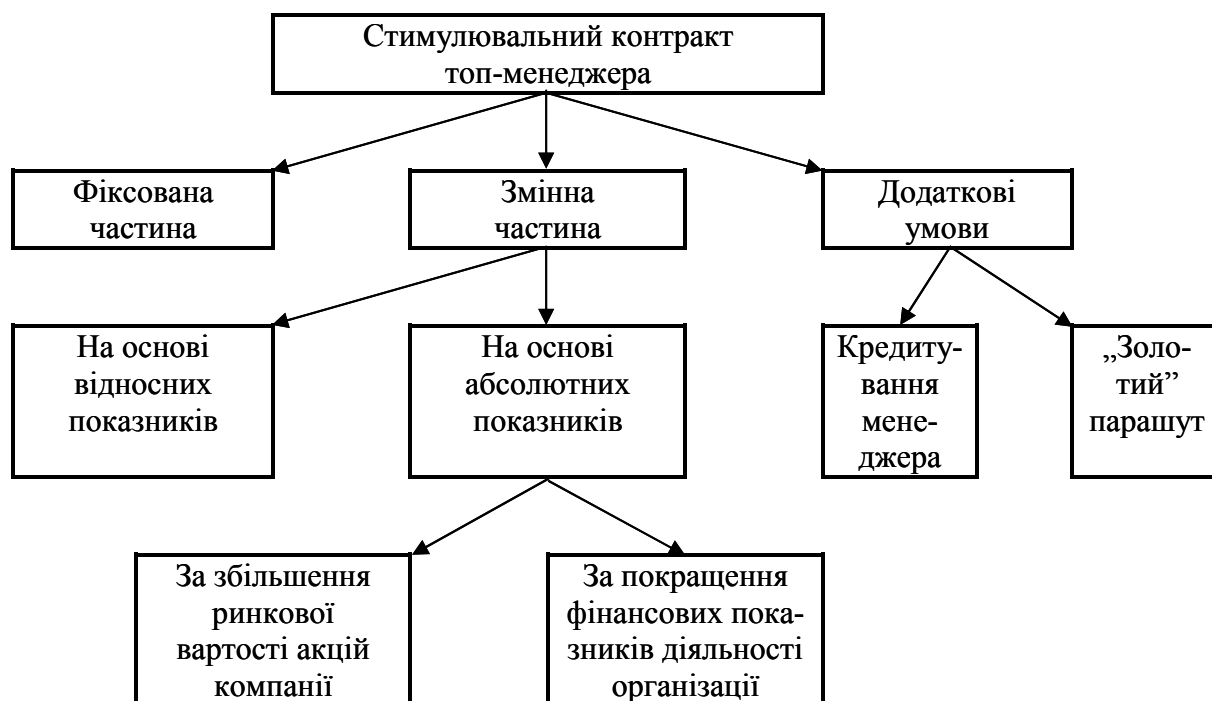 Стимулювальний контракт
топ-менеджера
Фіксована
частина
Змінна
частина
Додаткові
умови
На основі
відносних
показників
На основі
абсолютних
показників
Кредиту-
вання
мене-
джера
„Золо-
тий”
парашут
За збільшення
ринкової
вартості акцій
компанії
За покращення
фінансових пока-
зників діяльності
організації